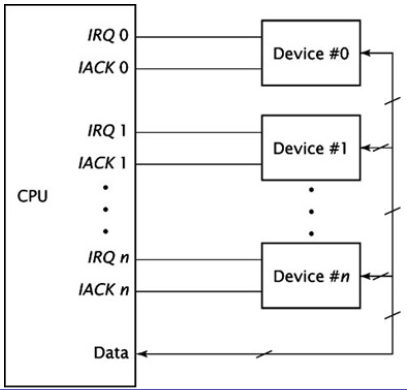 IRQ 0
Device #0
IACK 0
IRQ 1
Device #1
IACK 1
CPU
IRQ n
Device #n
IACK n
Data